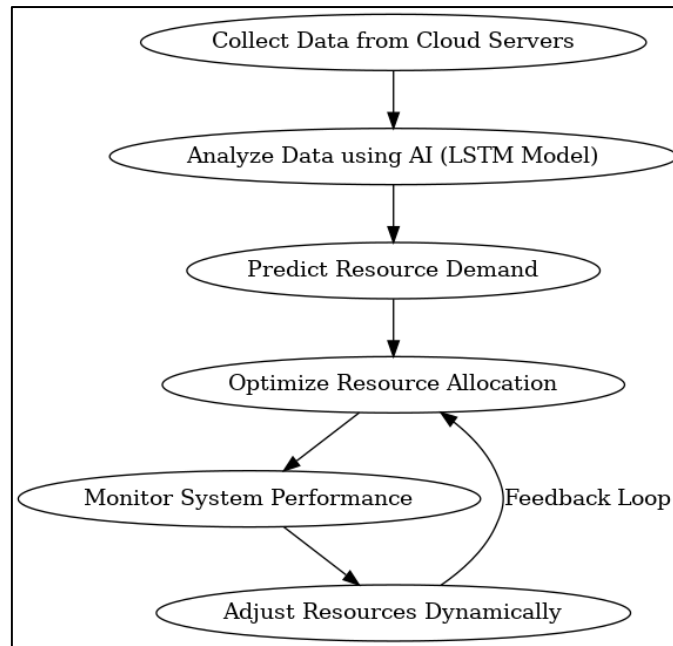 Collect Data from Cloud Servers
Analyze Data using AI (LSTM Model)
Predict Resource Demand
Optimize Resource Allocation
Monitor System Performance
Feedback Loop
Adjust Resources Dynamically